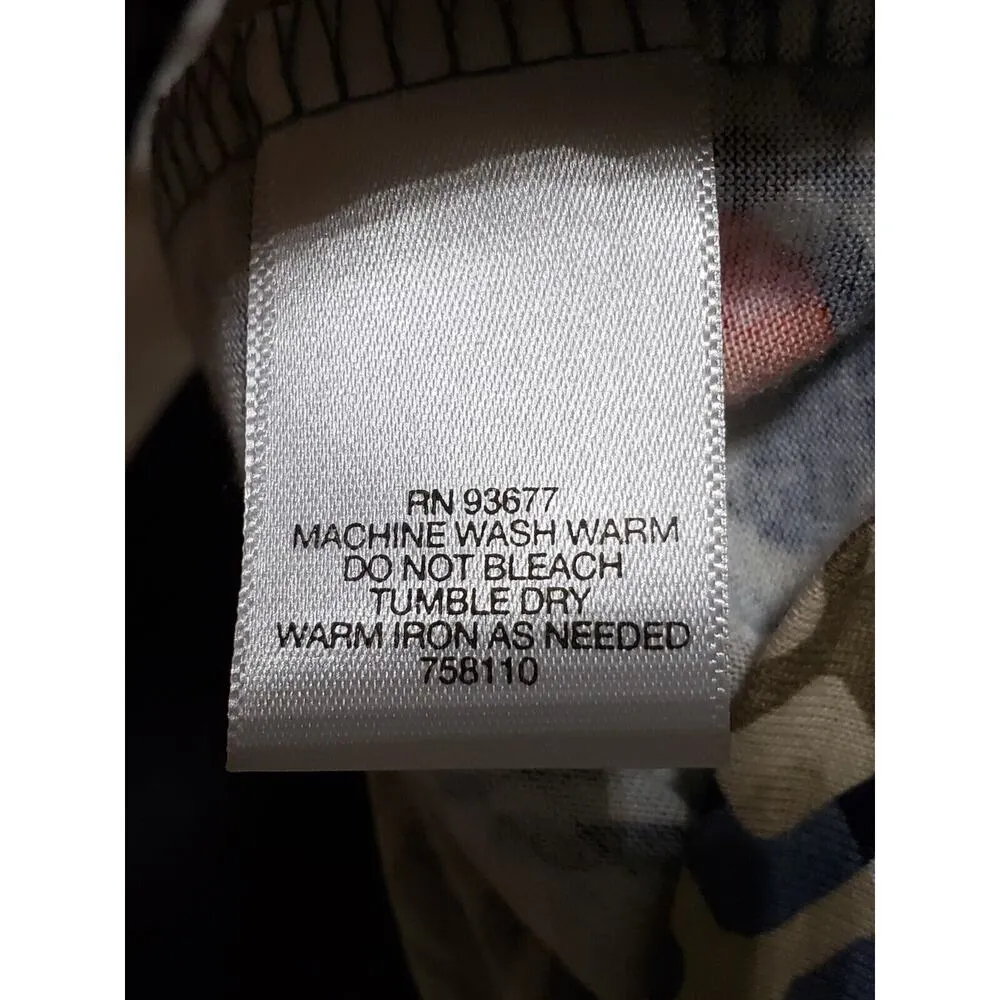 RN 93677
MACHINE WASH WARM
DO NOT BLEACH
TUMBLE DRY
WARM IRON AS NEEDED
758110